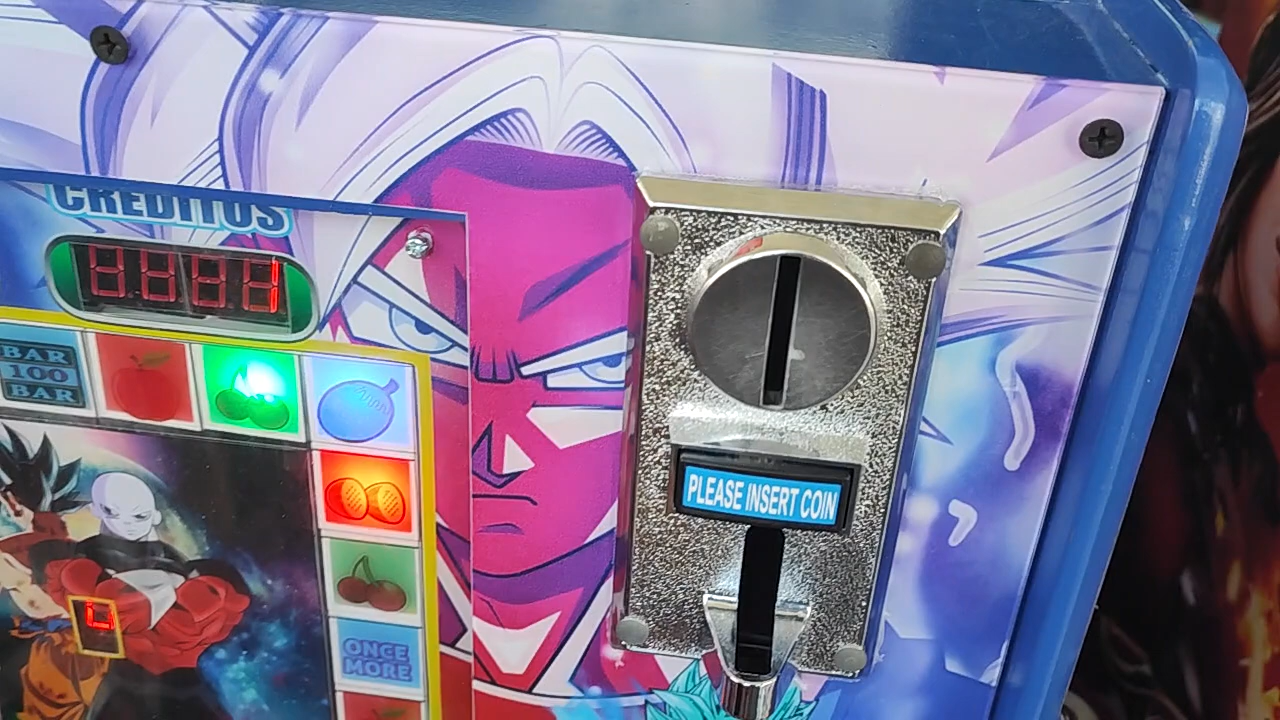 CREDITOS
BAR
100
BAR
PLEASE INSERT COIN
ONCE
MORE